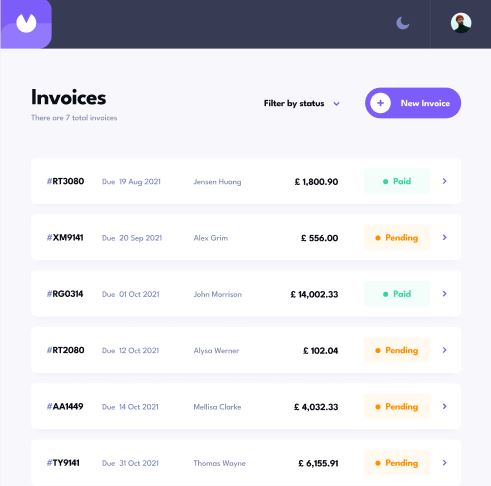 Invoices
There are 7 total invoices
Filter by status
+ New Invoice
#RT3080 Due 19 Aug 2021 Jensen Huang £ 1,800.90 Paid
#XM9141 Due 20 Sep 2021 Alex Grim £ 556.00 Pending
#RG0314 Due 01 Oct 2021 John Morrison £ 14,002.33 Paid
#RT2080 Due 12 Oct 2021 Alysa Werner £ 102.04 Pending
#AA1449 Due 14 Oct 2021 Mellisa Clarke £ 4,032.33 Pending
#TY9141 Due 31 Oct 2021 Thomas Wayne £ 6,155.91 Pending